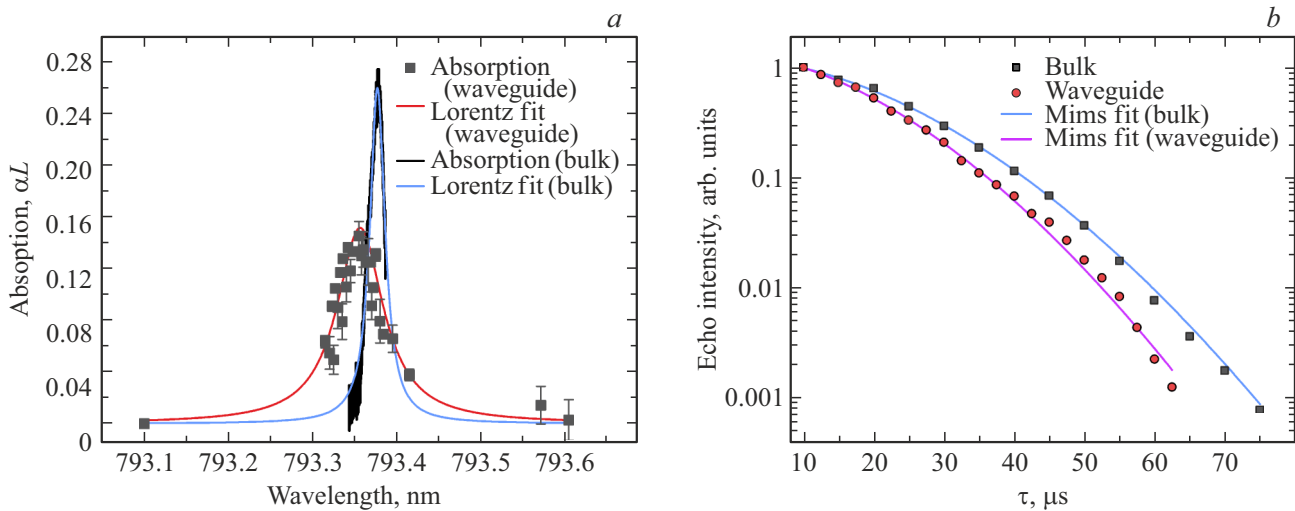 a
0.28
0.24
0.20
0.16
0.12
0.08
0.04
0
Absoption, αL
Absorption
(waveguide)
Lorentz fit
(waveguide)
Absorption (bulk)
Lorentz fit (bulk)
793.1 793.2 793.3 793.4 793.5 793.6
Wavelength, nm
b
1
0.1
0.01
0.001
Echo intensity, arb. units
Bulk
Waveguide
Mims fit (bulk)
Mims fit (waveguide)
10 20 30 40 50 60 70
τ, μs